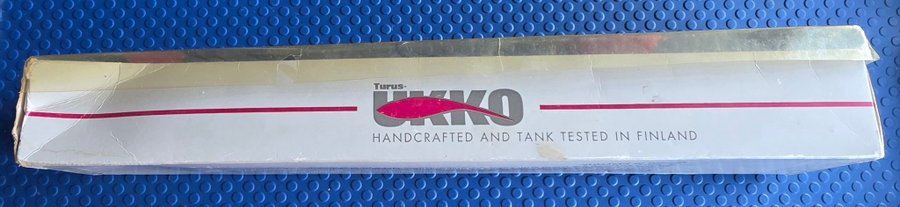 Turus-
UKKO
HANDCRAFTED AND TANK TESTED IN FINLAND